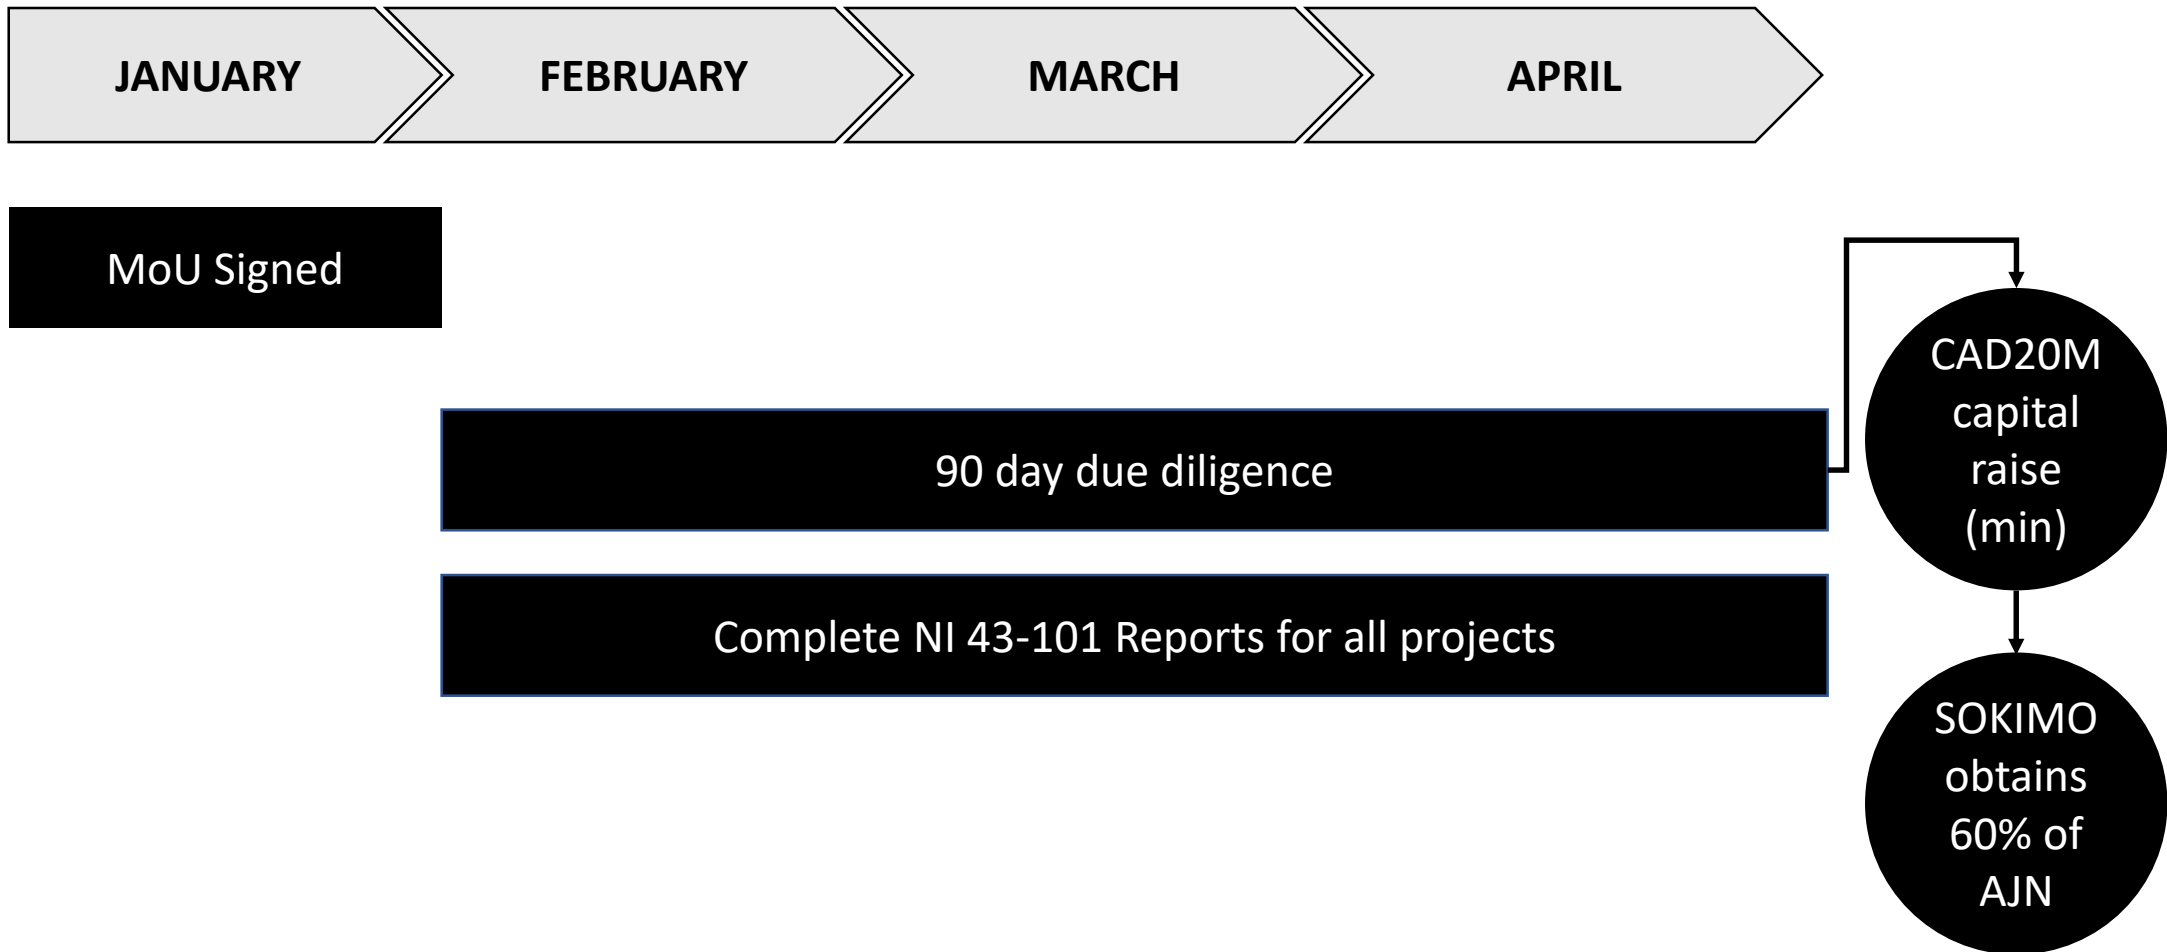 JANUARY
FEBRUARY
MARCH
APRIL
MoU Signed
90 day due diligence
Complete NI 43-101 Reports for all projects
CAD20M
capital
raise
(min)
SOKIMO
obtains
60% of
AJN